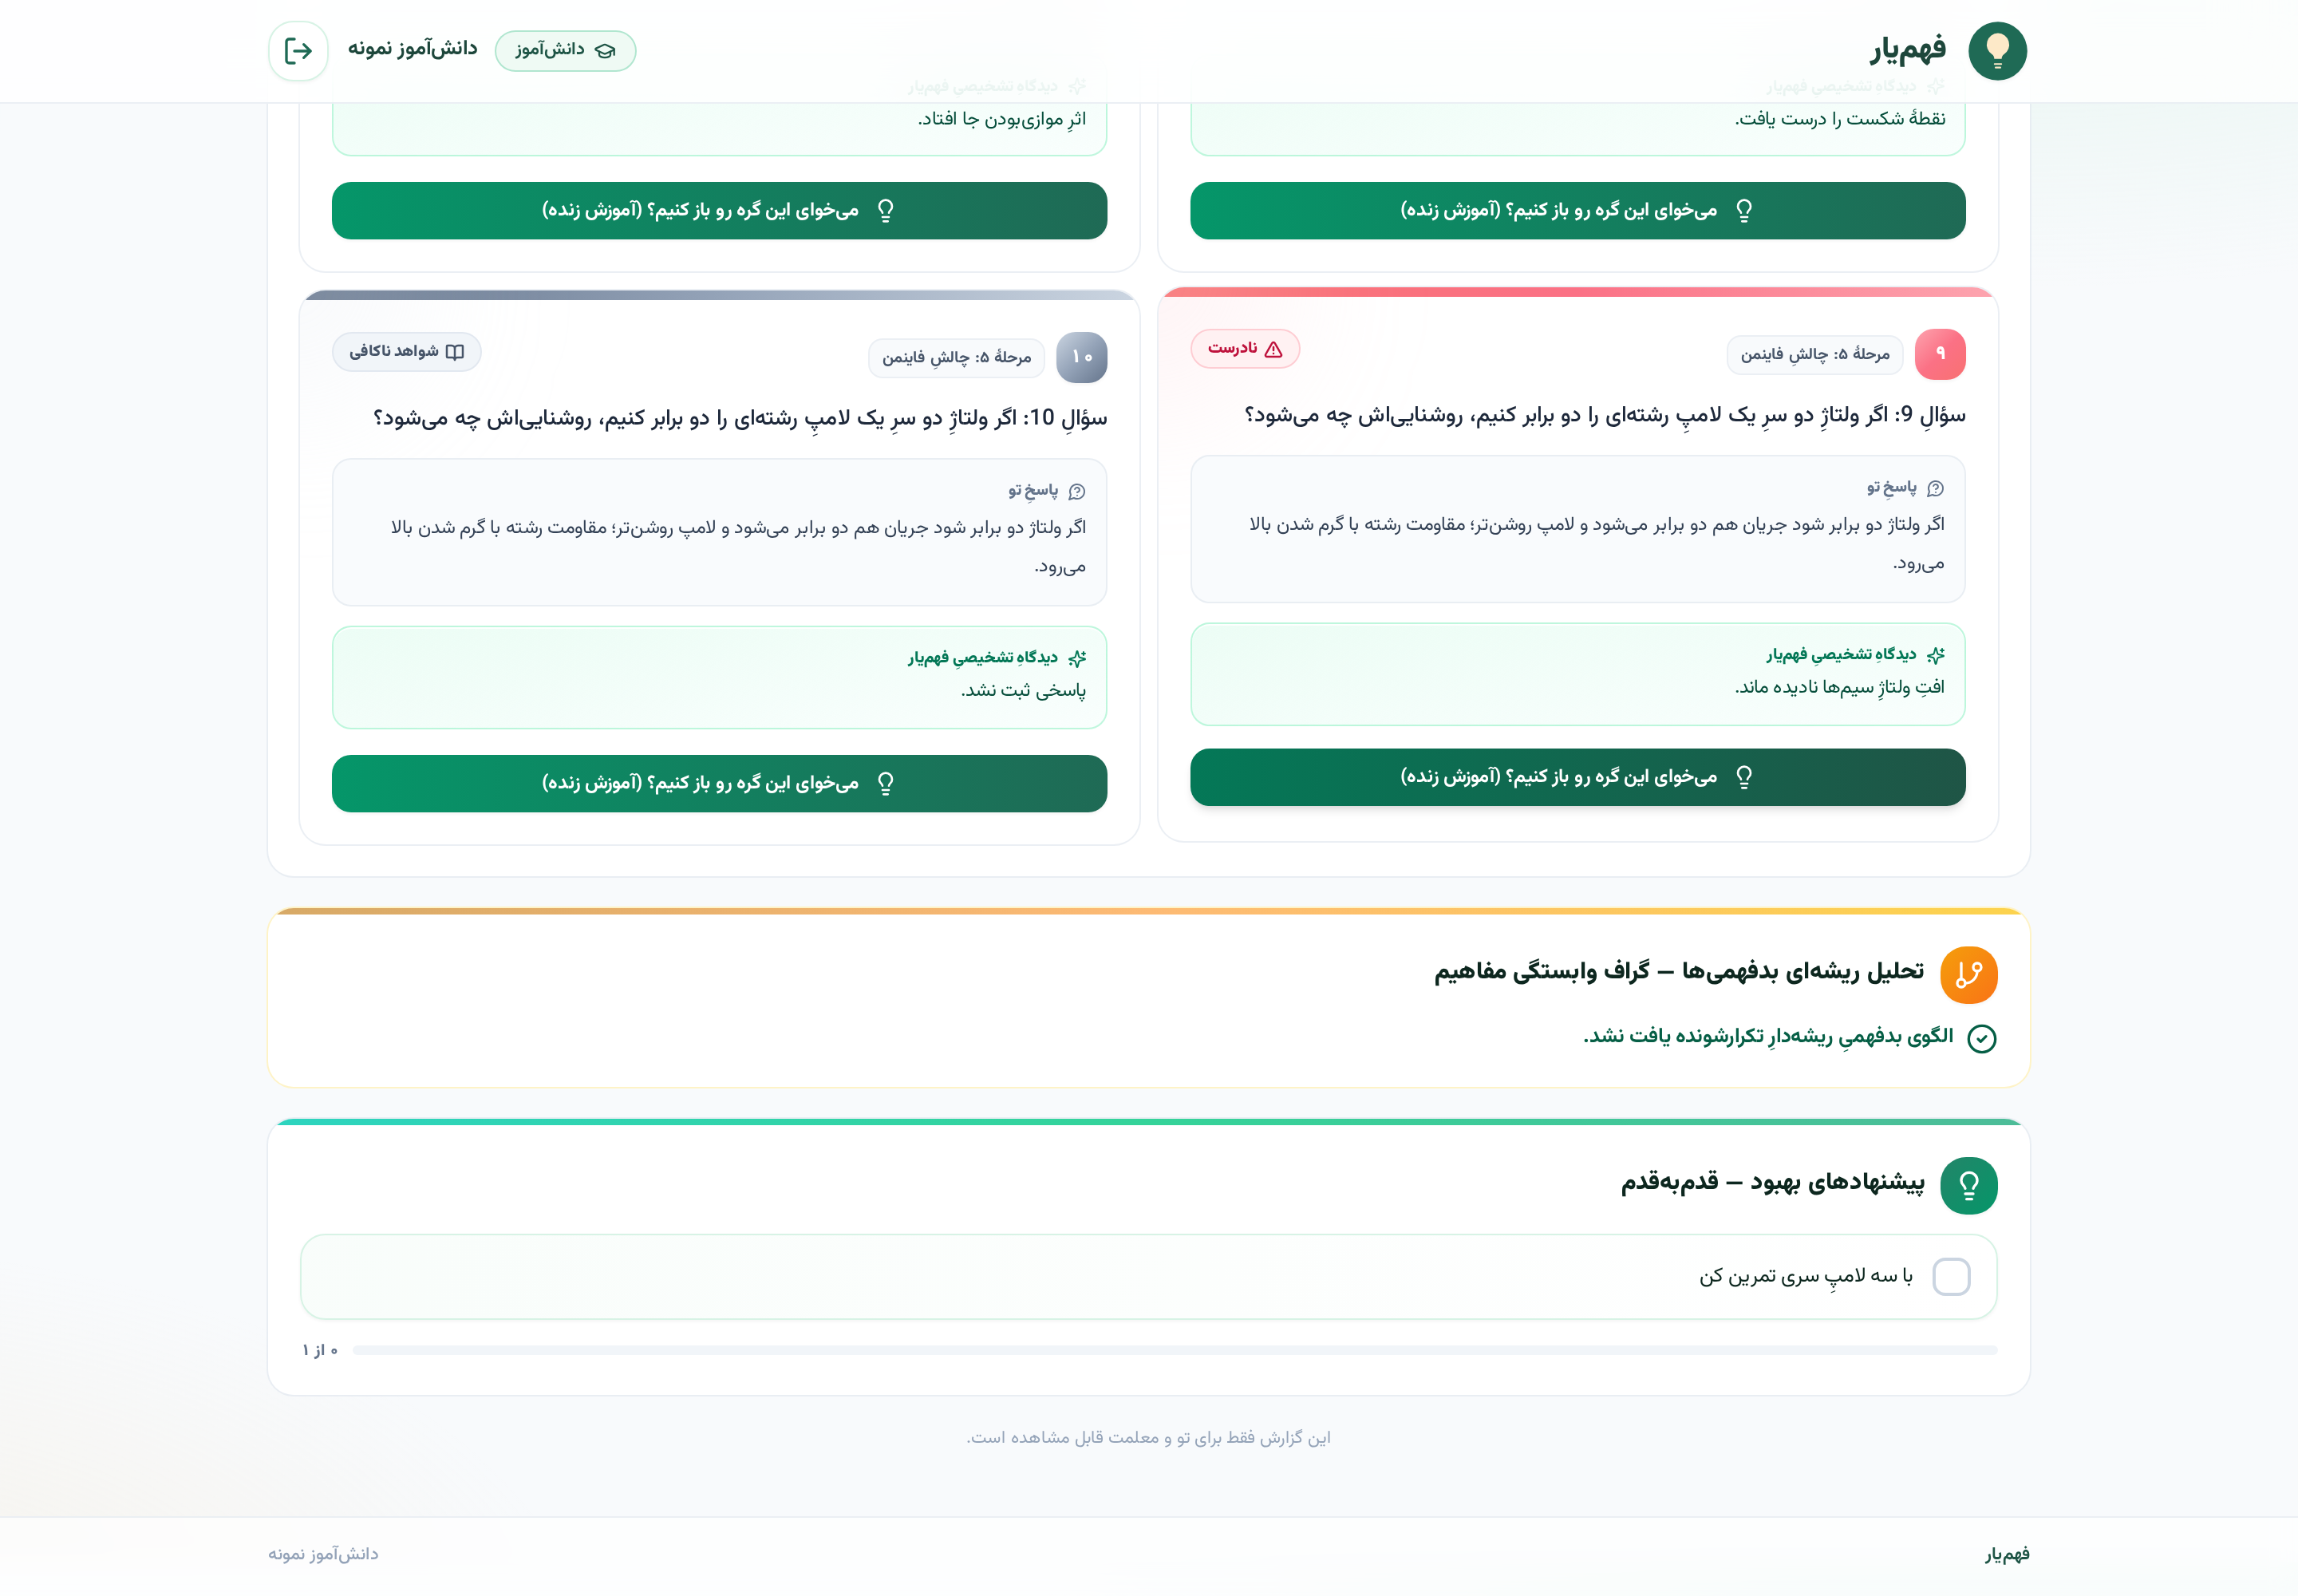 فهم‌یار
دانش‌آموز
دانش‌آموز نمونه
دیدگاهِ تشخیصیِ فهم‌یار
نقطهٔ شکست را درست یافت.
می‌خوای این گره رو باز کنیم؟ (آموزش زنده)
دیدگاهِ تشخیصیِ فهم‌یار
اثرِ موازی‌بودن جا افتاد.
می‌خوای این گره رو باز کنیم؟ (آموزش زنده)
۹
مرحلهٔ ۵: چالشِ فاینمن
نادرست
سؤالِ 9: اگر ولتاژِ دو سرِ یک لامپِ رشته‌ای را دو برابر کنیم، روشنایی‌اش چه می‌شود؟
پاسخِ تو
اگر ولتاژ دو برابر شود جریان هم دو برابر می‌شود و لامپ روشن‌تر؛ مقاومت رشته با گرم شدن بالا
می‌رود.
دیدگاهِ تشخیصیِ فهم‌یار
افتِ ولتاژِ سیم‌ها نادیده ماند.
می‌خوای این گره رو باز کنیم؟ (آموزش زنده)
۱۰
مرحلهٔ ۵: چالشِ فاینمن
شواهد ناکافی
سؤالِ 10: اگر ولتاژِ دو سرِ یک لامپِ رشته‌ای را دو برابر کنیم، روشنایی‌اش چه می‌شود؟
پاسخِ تو
اگر ولتاژ دو برابر شود جریان هم دو برابر می‌شود و لامپ روشن‌تر؛ مقاومت رشته با گرم شدن بالا
می‌رود.
دیدگاهِ تشخیصیِ فهم‌یار
پاسخی ثبت نشد.
می‌خوای این گره رو باز کنیم؟ (آموزش زنده)
تحلیل ریشه‌ای بدفهمی‌ها — گراف وابستگی مفاهیم
الگوی بدفهمیِ ریشه‌دارِ تکرارشونده یافت نشد.
پیشنهادهای بهبود — قدم‌به‌قدم
با سه لامپِ سری تمرین کن
۰ از ۱
این گزارش فقط برای تو و معلمت قابل مشاهده است.
فهم‌یار
دانش‌آموز نمونه